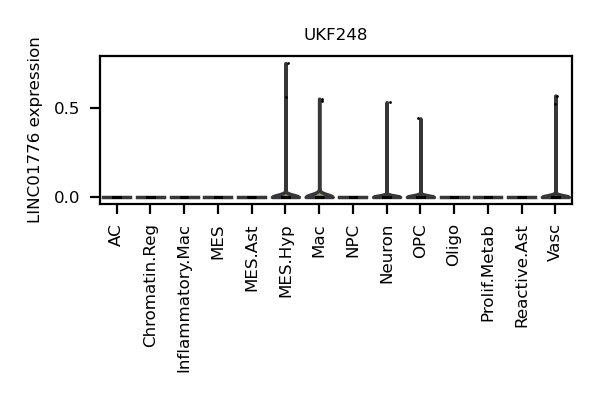 UKF248
LINC01776 expression
0.5
0.0
AC
Chromatin.Reg
Inflammatory.Mac
MES
MES.Ast
MES.Hyp
Mac
NPC
Neuron
OPC
Oligo
Prolif.Metab
Reactive.Ast
Vasc